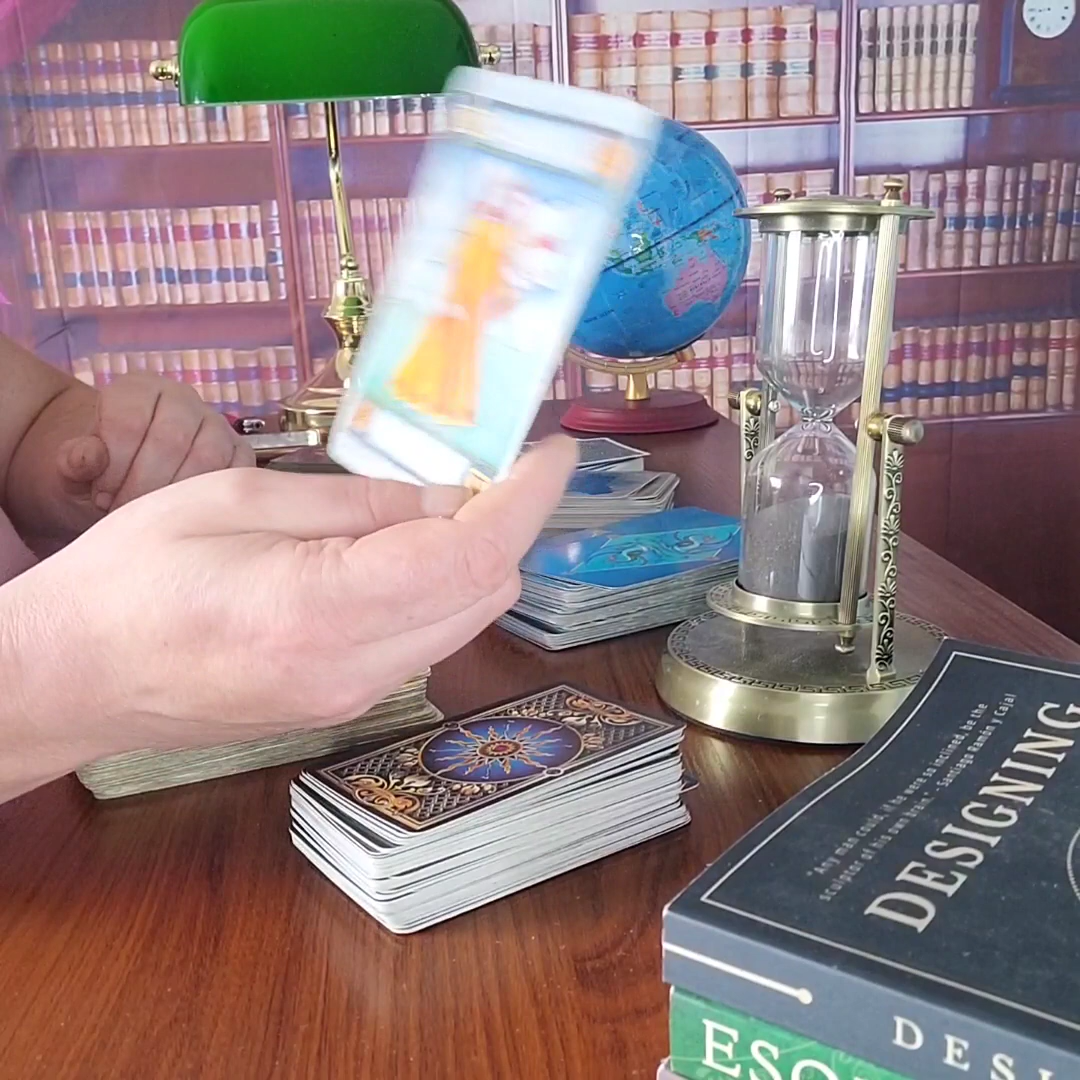 "Any man could, if he were so inclined, be the
sculptor of his own brain." - Santiago Ramón y Cajal
DESIGNING
DESI
ESO